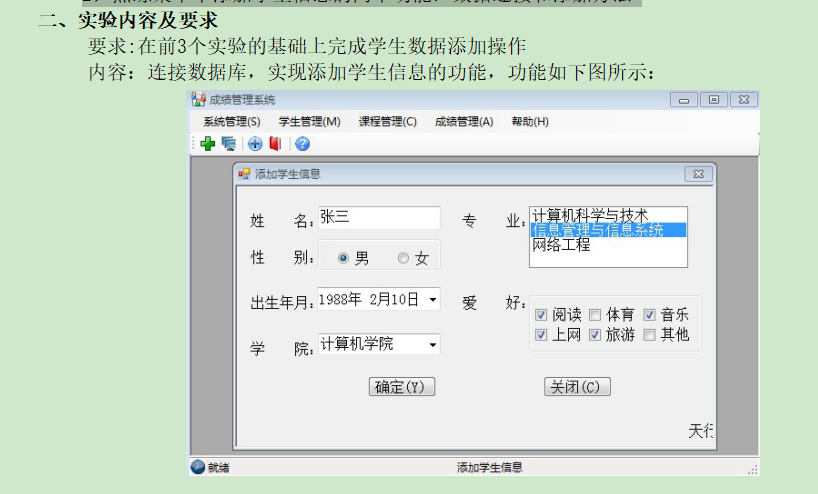 二、实验内容及要求
要求:在前3个实验的基础上完成学生数据添加操作
内容：连接数据库，实现添加学生信息的功能，功能如下图所示：
成绩管理系统
系统管理(S) 学生管理(M) 课程管理(C) 成绩管理(A) 帮助(H)
添加学生信息
姓 名: 张三
专 业: 计算机科学与技术
信息管理与信息系统
网络工程
性 别: 男 女
出生年月: 1988年 2月10日
爱 好: 阅读 体育 音乐
上网 旅游 其他
学 院: 计算机学院
确定(Y) 关闭(C)
天行
就绪 添加学生信息